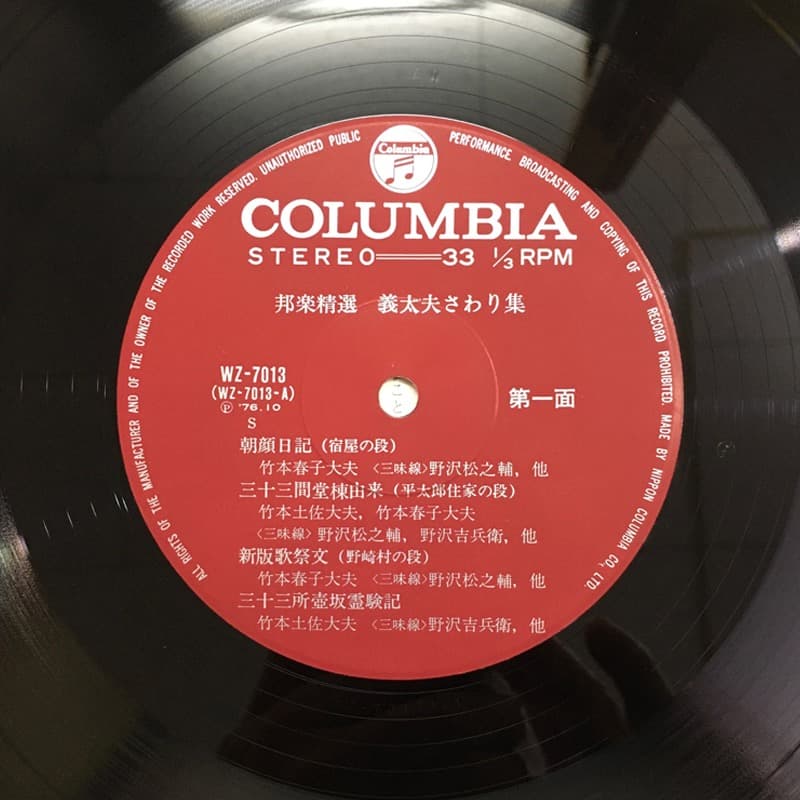 ALL RIGHTS OF THE MANUFACTURER AND OF THE OWNER OF THE RECORDED WORK RESERVED. UNAUTHORIZED PUBLIC PERFORMANCE, BROADCASTING AND COPYING OF THIS RECORD PROHIBITED. MADE BY NIPPON COLUMBIA CO., LTD.
Columbia
COLUMBIA
STEREO 33 1/3 RPM
邦楽精選 義太夫さわり集
WZ-7013
(WZ-7013-A)
Ⓟ '76.10
S
第一面
朝顔日記(宿屋の段)
竹本春子大夫 〈三味線〉野沢松之輔, 他
三十三間堂棟由来(平太郎住家の段)
竹本土佐大夫, 竹本春子大夫
〈三味線〉野沢松之輔, 野沢吉兵衛, 他
新版歌祭文(野崎村の段)
竹本春子大夫 〈三味線〉野沢松之輔, 他
三十三所壺坂霊験記
竹本土佐大夫 〈三味線〉野沢吉兵衛, 他